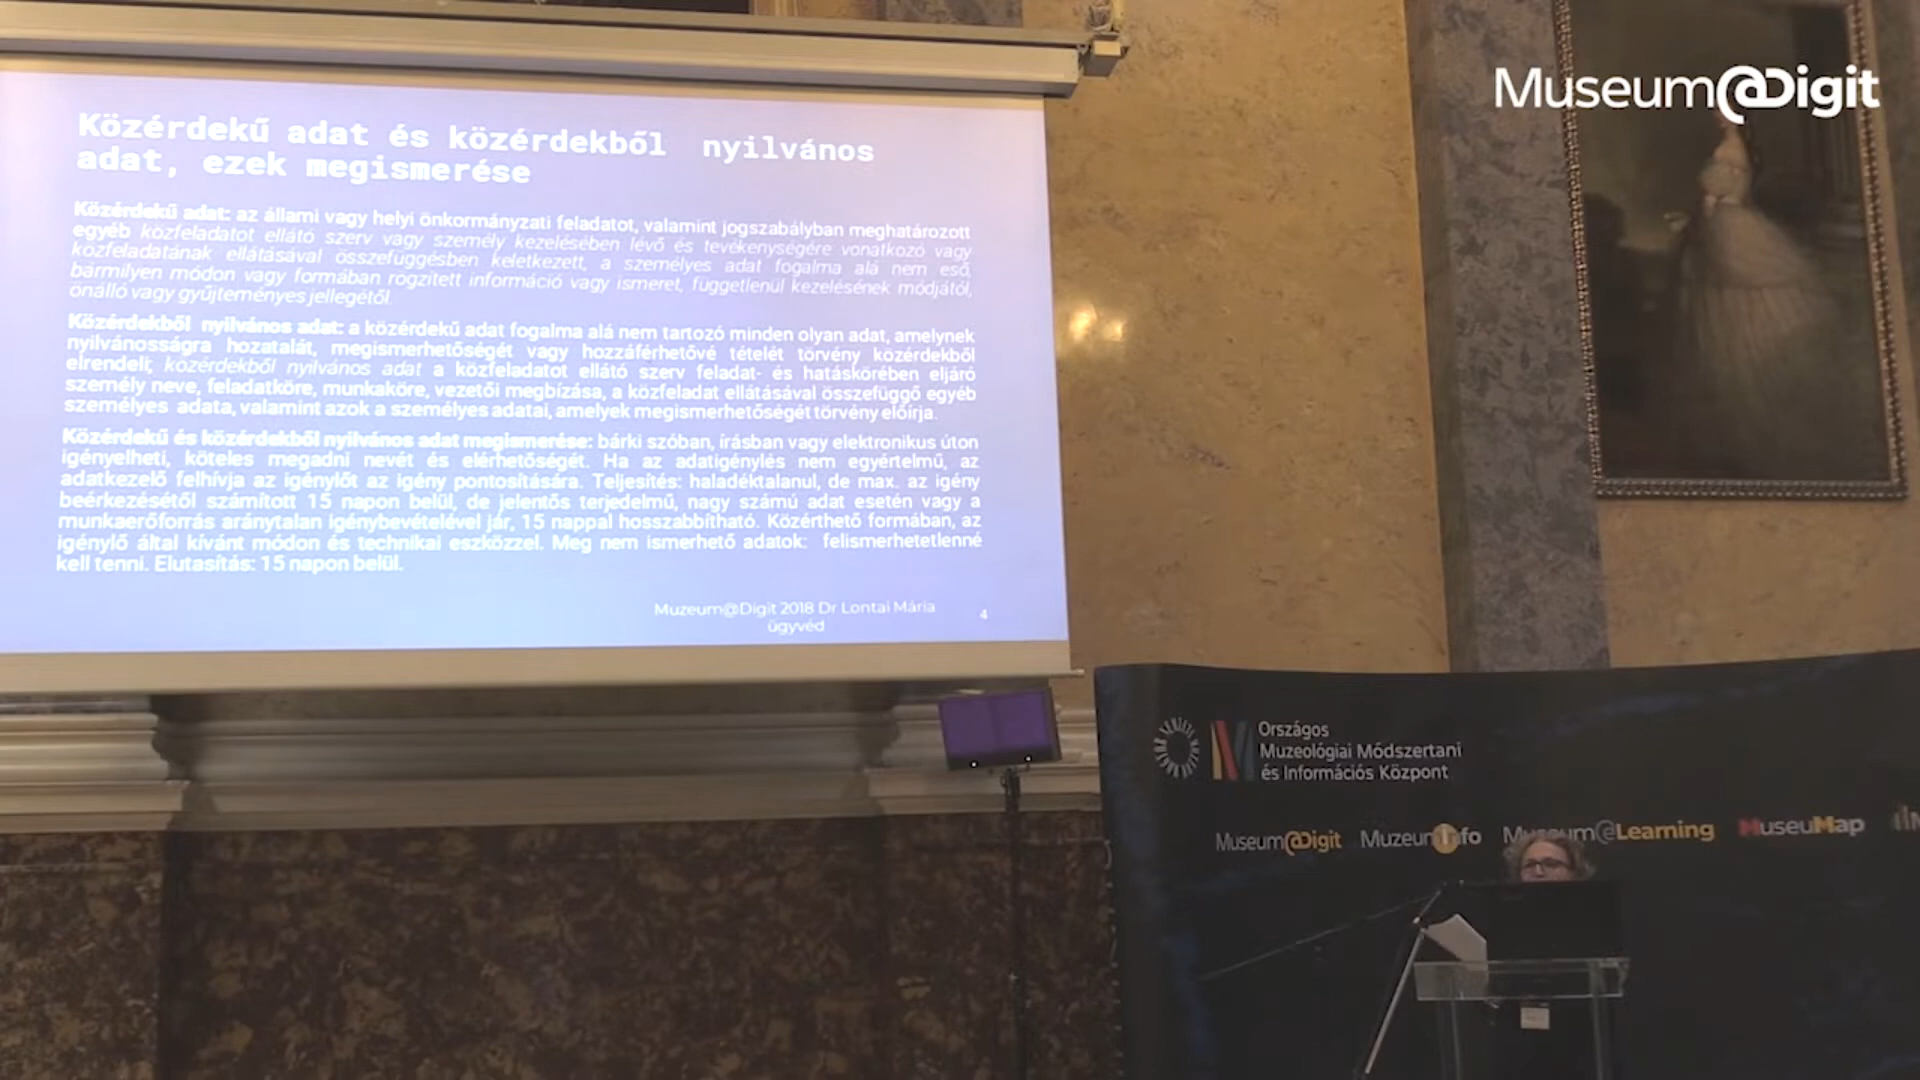 Museum@Digit
Közérdekű adat és közérdekből nyilvános
adat, ezek megismerése
Közérdekű adat: az állami vagy helyi önkormányzati feladatot, valamint jogszabályban meghatározott
egyéb közfeladatot ellátó szerv vagy személy kezelésében lévő és tevékenységére vonatkozó vagy
közfeladatának ellátásával összefüggésben keletkezett, a személyes adat fogalma alá nem eső,
bármilyen módon vagy formában rögzített információ vagy ismeret, függetlenül kezelésének módjától,
önálló vagy gyűjteményes jellegétől
Közérdekből nyilvános adat: a közérdekű adat fogalma alá nem tartozó minden olyan adat, amelynek
nyilvánosságra hozatalát, megismerhetőségét vagy hozzáférhetővé tételét törvény közérdekből
elrendeli; közérdekből nyilvános adat a közfeladatot ellátó szerv feladat- és hatáskörében eljáró
személy neve, feladatköre, munkaköre, vezetői megbízása, a közfeladat ellátásával összefüggő egyéb
személyes adata, valamint azok a személyes adatai, amelyek megismerhetőségét törvény előírja.
Közérdekű és közérdekből nyilvános adat megismerése: bárki szóban, írásban vagy elektronikus úton
igényelheti, köteles megadni nevét és elérhetőségét. Ha az adatigénylés nem egyértelmű, az
adatkezelő felhívja az igénylőt az igény pontosítására. Teljesítés: haladéktalanul, de max. az igény
beérkezésétől számított 15 napon belül, de jelentős terjedelmű, nagy számú adat esetén vagy a
munkaerőforrás aránytalan igénybevételével jár, 15 nappal hosszabbítható. Közérthető formában, az
igénylő által kívánt módon és technikai eszközzel. Meg nem ismerhető adatok: felismerhetetlenné
kell tenni. Elutasítás: 15 napon belül.
Muzeum@Digit 2018 Dr Lontai Mária
ügyvéd
4
Országos
Muzeológiai Módszertani
és Információs Központ
Museum@Digit MuzeumInfo Museum@Learning MuseuMap